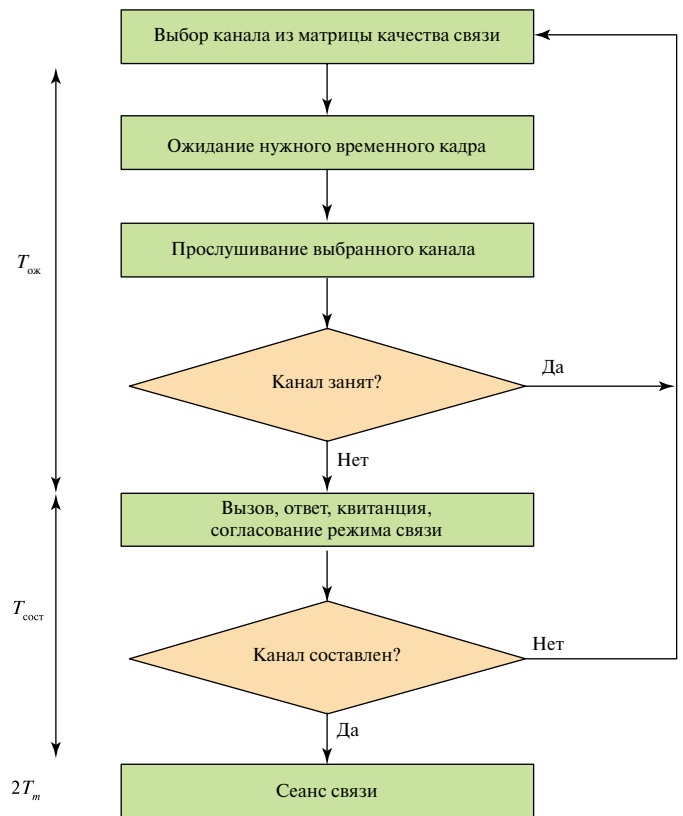 Выбор канала из матрицы качества связи
Ожидание нужного временного кадра
Прослушивание выбранного канала
Tож
Канал занят?
Да
Нет
Вызов, ответ, квитанция,
согласование режима связи
Tсост
Канал составлен?
Нет
Да
2Tm
Сеанс связи